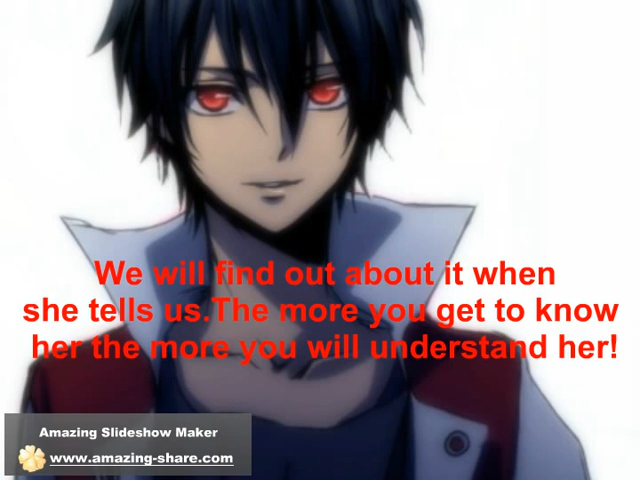 We will find out about it when
she tells us.The more you get to know
her the more you will understand her!
Amazing Slideshow Maker
www.amazing-share.com